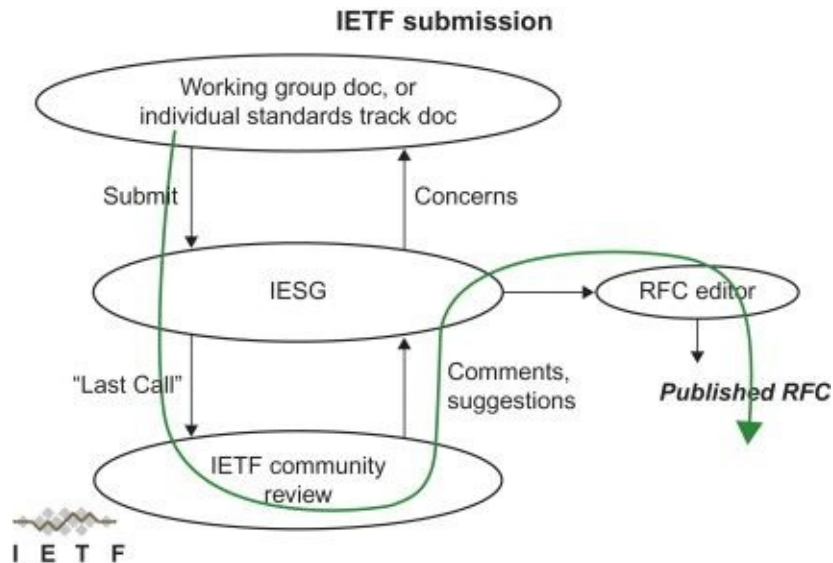 IETF submission
Working group doc, or
individual standards track doc
Submit
Concerns
IESG
RFC editor
"Last Call"
Comments,
suggestions
Published RFC
IETF community
review
I E T F